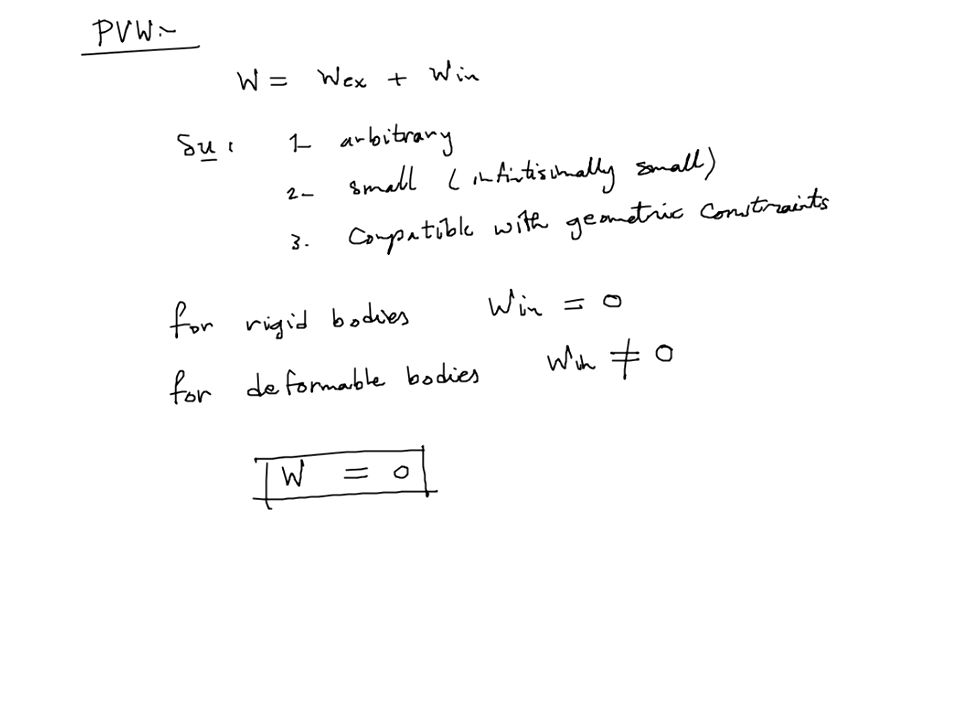 PVW:-
W = Wex + Win
δu : 1- arbitrary
2- small (infintisimally small)
3. Compatible with geometric constraints
for rigid bodies Win = 0
for deformable bodies Win ≠ 0
W = 0